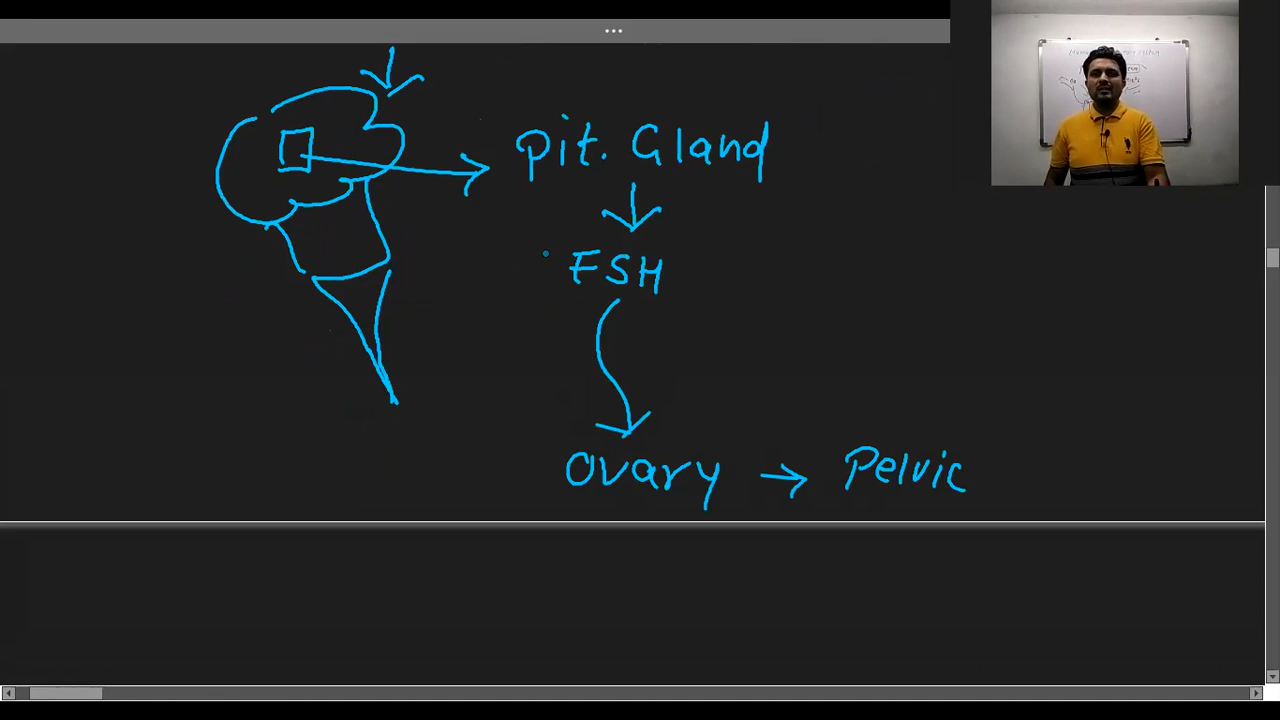 Pit. Gland
FSH
Ovary → Pelvic